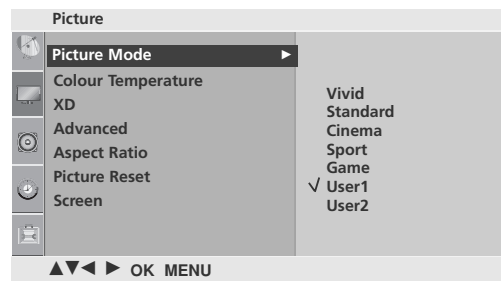 Picture
Picture Mode ►
Colour Temperature
XD
Advanced
Aspect Ratio
Picture Reset
Screen
Vivid
Standard
Cinema
Sport
Game
√ User1
User2
▲▼◄ ► OK MENU